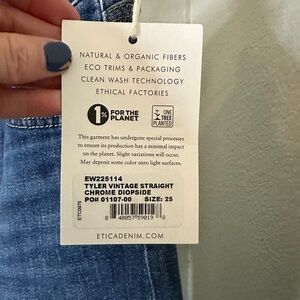 NATURAL & ORGANIC FIBERS
ECO TRIMS & PACKAGING
CLEAN WASH TECHNOLOGY
ETHICAL FACTORIES
1% FOR THE
PLANET
ONE
TREE
PLANTED
This garment has undergone special processes
to ensure its production has a minimal impact
on the planet. Slight variations will occur.
May deposit some color onto light surfaces.
EW225114
TYLER VINTAGE STRAIGHT
CHROME DIOPSIDE
PO# 01107-00 SIZE: 25
ETICADENIM.COM